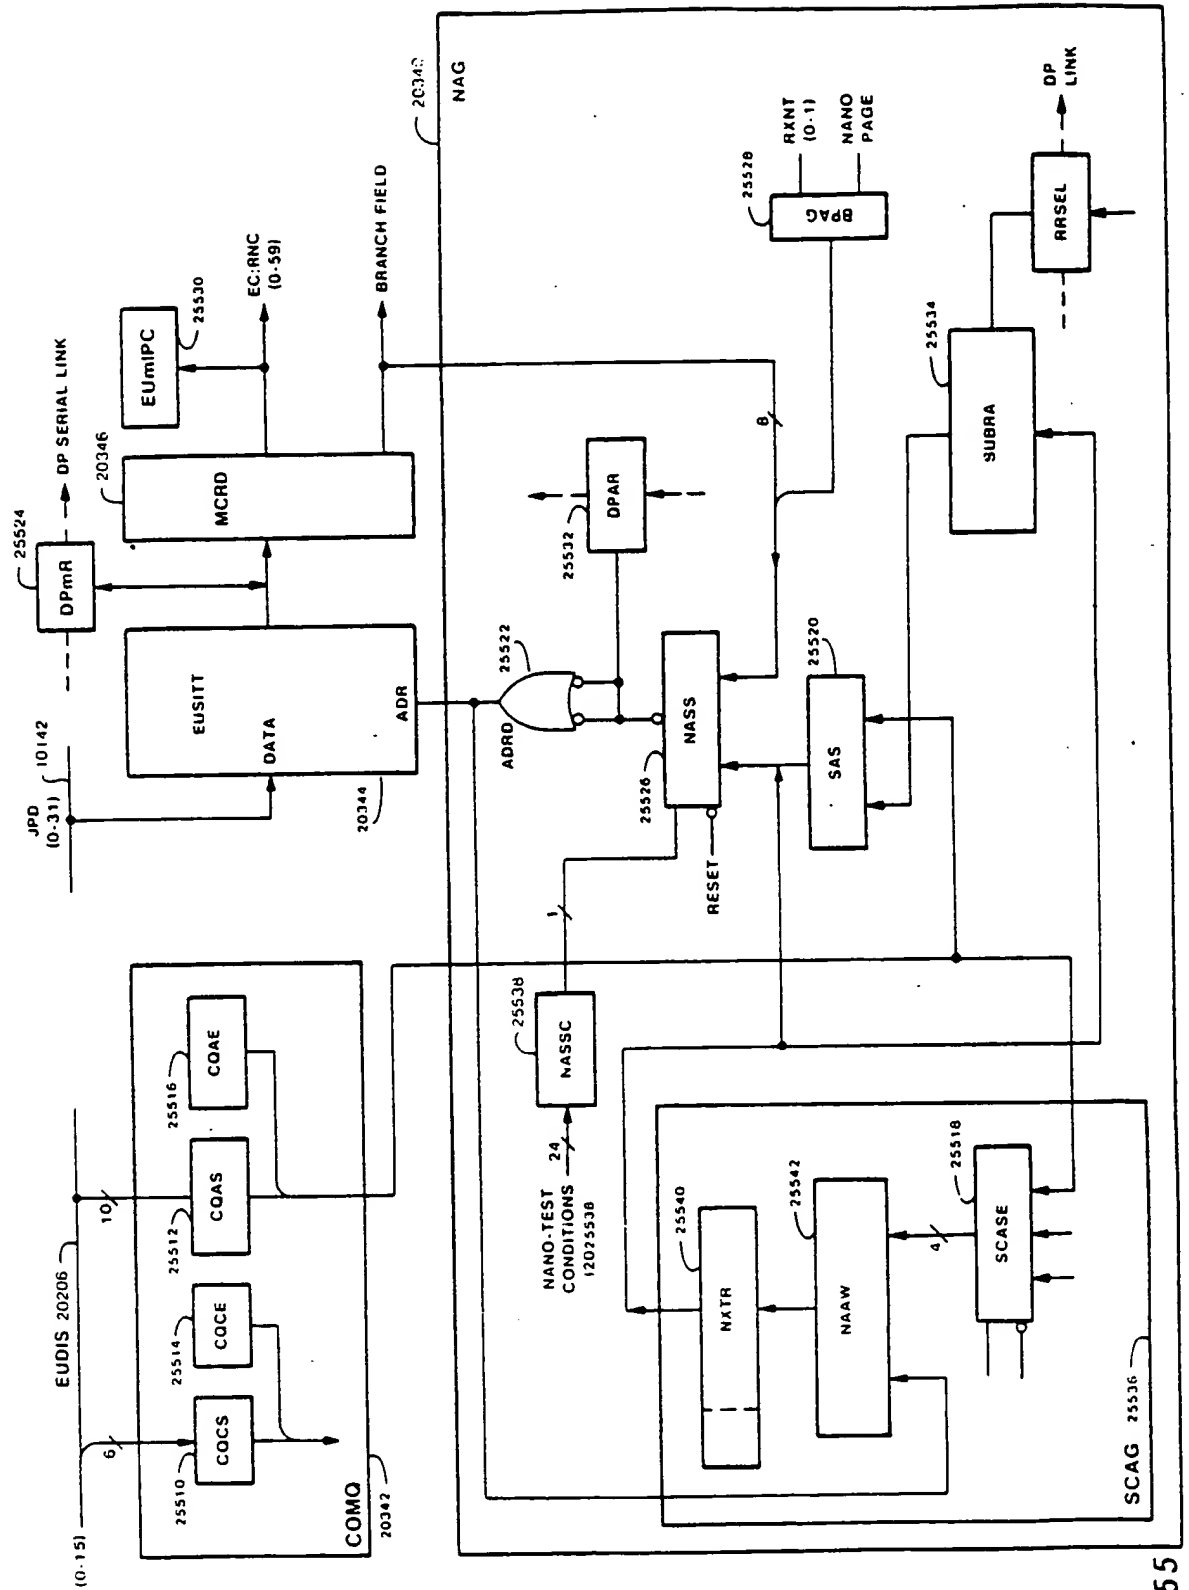 (0-15)
EUDIS 20206
6
10
25510
CQCS
25514
CQCE
25512
CQAS
25516
CQAE
COMQ
20342
JPD
(0-31)
10142
EUSITT
DATA
ADR
20344
25524
DPmR
DP SERIAL LINK
20346
MCRD
EUmIPC
25530
EC:RNC
(0-59)
BRANCH FIELD
NAG
ADRD
25522
25532
DPAR
8
25528
BPAG
RXNT
(0-1)
NANO
PAGE
NANO-TEST
CONDITIONS
12025538
24
25538
NASSC
1
RESET
25526
NASS
25520
SAS
25534
SUBRA
RRSEL
DP
LINK
25540
NXTR
25542
NAAW
4
25518
SCASE
SCAG
25536
55